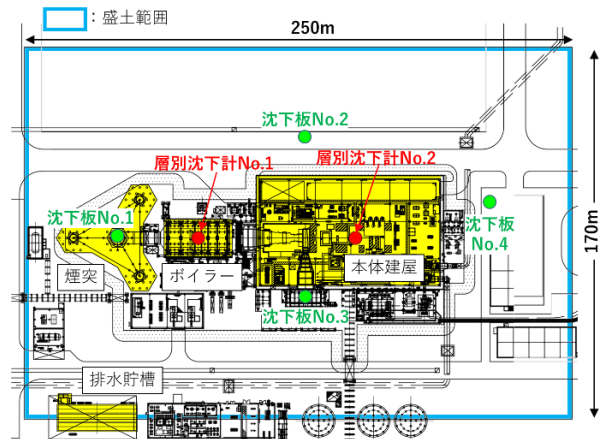 ：盛土範囲
250m
沈下板No.2
層別沈下計No.1
層別沈下計No.2
沈下板No.1
沈下板
No.4
170m
煙突
ボイラー
本体建屋
沈下板No.3
排水貯槽